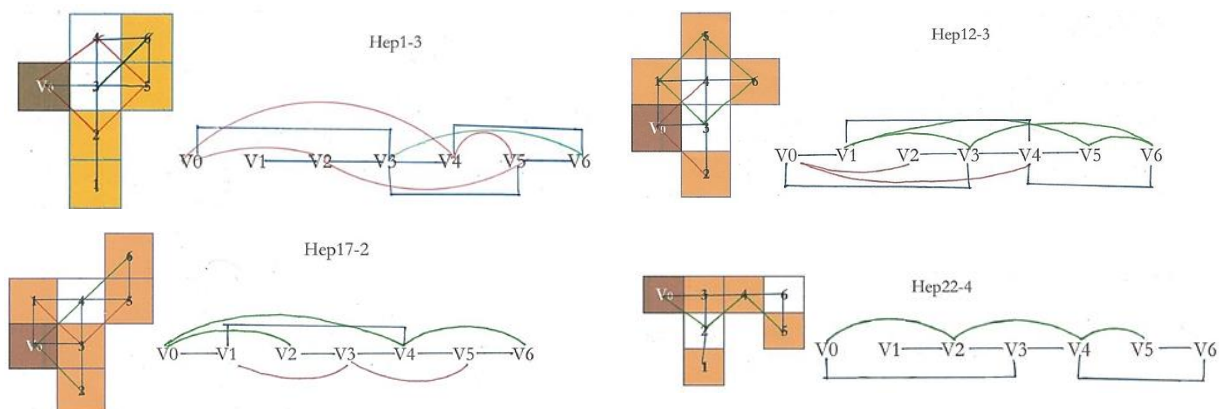 Hep1-3
4 6
V0 3 5
2
1
V0 V1 V2 V3 V4 V5 V6
Hep12-3
5
1 4 6
V0 3
2
V0 V1 V2 V3 V4 V5 V6
Hep17-2
6
1 4 5
V0 3
2
V0 V1 V2 V3 V4 V5 V6
Hep22-4
V0 3 4 6
2 5
1
V0 V1 V2 V3 V4 V5 V6